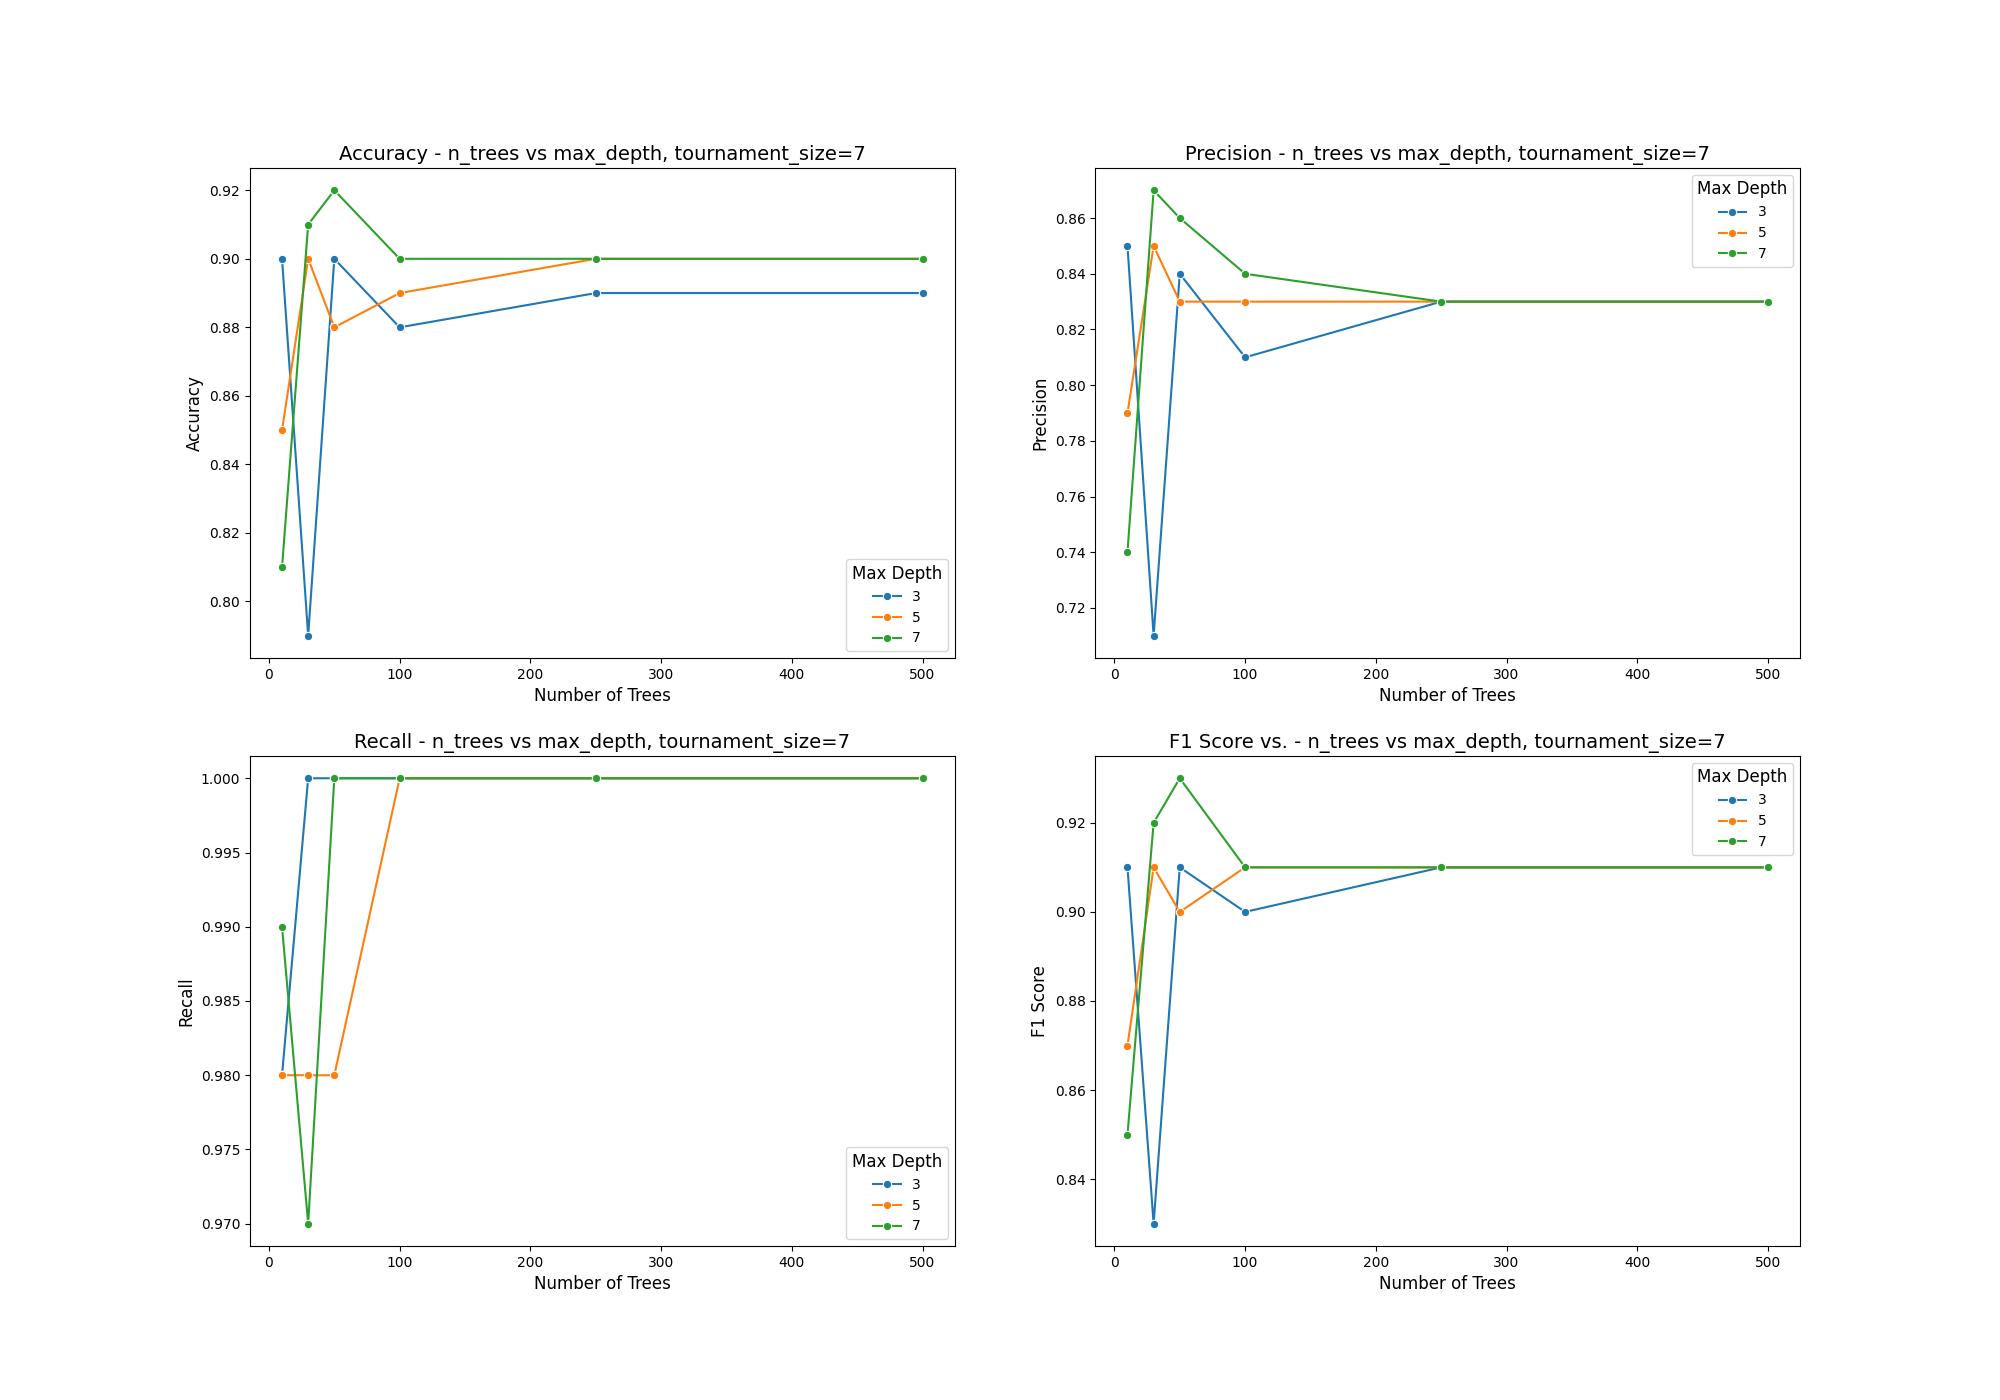 Accuracy - n_trees vs max_depth, tournament_size=7
0.92
0.90
0.88
0.86
0.84
0.82
0.80
Accuracy
0 100 200 300 400 500
Number of Trees
Max Depth
3
5
7
Precision - n_trees vs max_depth, tournament_size=7
0.86
0.84
0.82
0.80
0.78
0.76
0.74
0.72
Precision
0 100 200 300 400 500
Number of Trees
Max Depth
3
5
7
Recall - n_trees vs max_depth, tournament_size=7
1.000
0.995
0.990
0.985
0.980
0.975
0.970
Recall
0 100 200 300 400 500
Number of Trees
Max Depth
3
5
7
F1 Score vs. - n_trees vs max_depth, tournament_size=7
0.92
0.90
0.88
0.86
0.84
F1 Score
0 100 200 300 400 500
Number of Trees
Max Depth
3
5
7